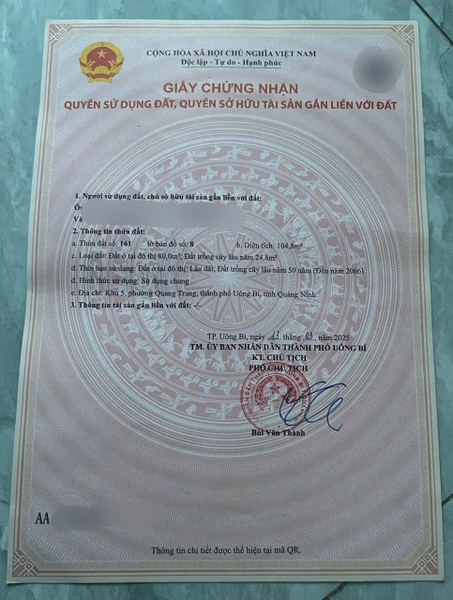 CỘNG HÒA XÃ HỘI CHỦ NGHĨA VIỆT NAM
Độc lập - Tự do - Hạnh phúc
GIẤY CHỨNG NHẬN
QUYỀN SỬ DỤNG ĐẤT, QUYỀN SỞ HỮU TÀI SẢN GẮN LIỀN VỚI ĐẤT
1. Người sử dụng đất, chủ sở hữu tài sản gắn liền với đất:
Và
2. Thông tin thửa đất:
a. Thửa đất số: 161 tờ bản đồ số: 8 b. Diện tích: 104,8m²
c. Loại đất: Đất ở tại đô thị 80,0m²; Đất trồng cây lâu năm 24,8m²
d. Thời hạn sử dụng: Đất ở tại đô thị: Lâu dài; Đất trồng cây lâu năm 50 năm (Đến năm 2066)
đ. Hình thức sử dụng: Sử dụng chung
e. Địa chỉ: Khu 5, phường Quang Trung, thành phố Uông Bí, tỉnh Quảng Ninh
3. Thông tin tài sản gắn liền với đất: -/-
TP. Uông Bí, ngày 13 tháng 03 năm 2025
TM. ỦY BAN NHÂN DÂN THÀNH PHỐ UÔNG BÍ
KT. CHỦ TỊCH
PHÓ CHỦ TỊCH
Bùi Văn Thành
AA
Thông tin chi tiết được thể hiện tại mã QR.